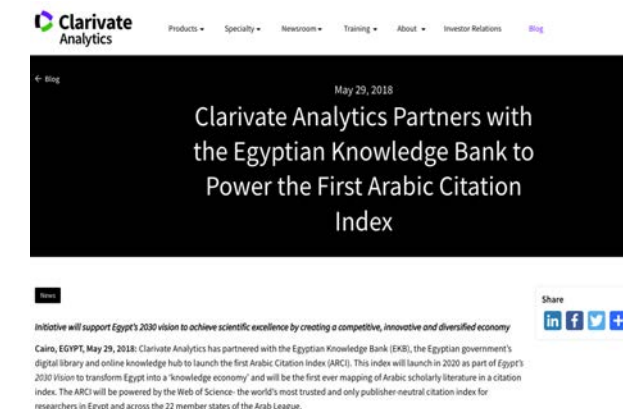 Clarivate
Analytics
Products
Specialty
Newsroom
Training
About
Investor Relations
Blog
← Blog
May 29, 2018
Clarivate Analytics Partners with
the Egyptian Knowledge Bank to
Power the First Arabic Citation
Index
News
Share
Initiative will support Egypt's 2030 vision to achieve scientific excellence by creating a competitive, innovative and diversified economy
Cairo, EGYPT, May 29, 2018: Clarivate Analytics has partnered with the Egyptian Knowledge Bank (EKB), the Egyptian government's
digital library and online knowledge hub to launch the first Arabic Citation Index (ARCI). This index will launch in 2020 as part of Egypt's
2030 Vision to transform Egypt into a 'knowledge economy' and will be the first ever mapping of Arabic scholarly literature in a citation
index. The ARCI will be powered by the Web of Science- the world's most trusted and only publisher-neutral citation index for
researchers in Egypt and across the 22 member states of the Arab League.